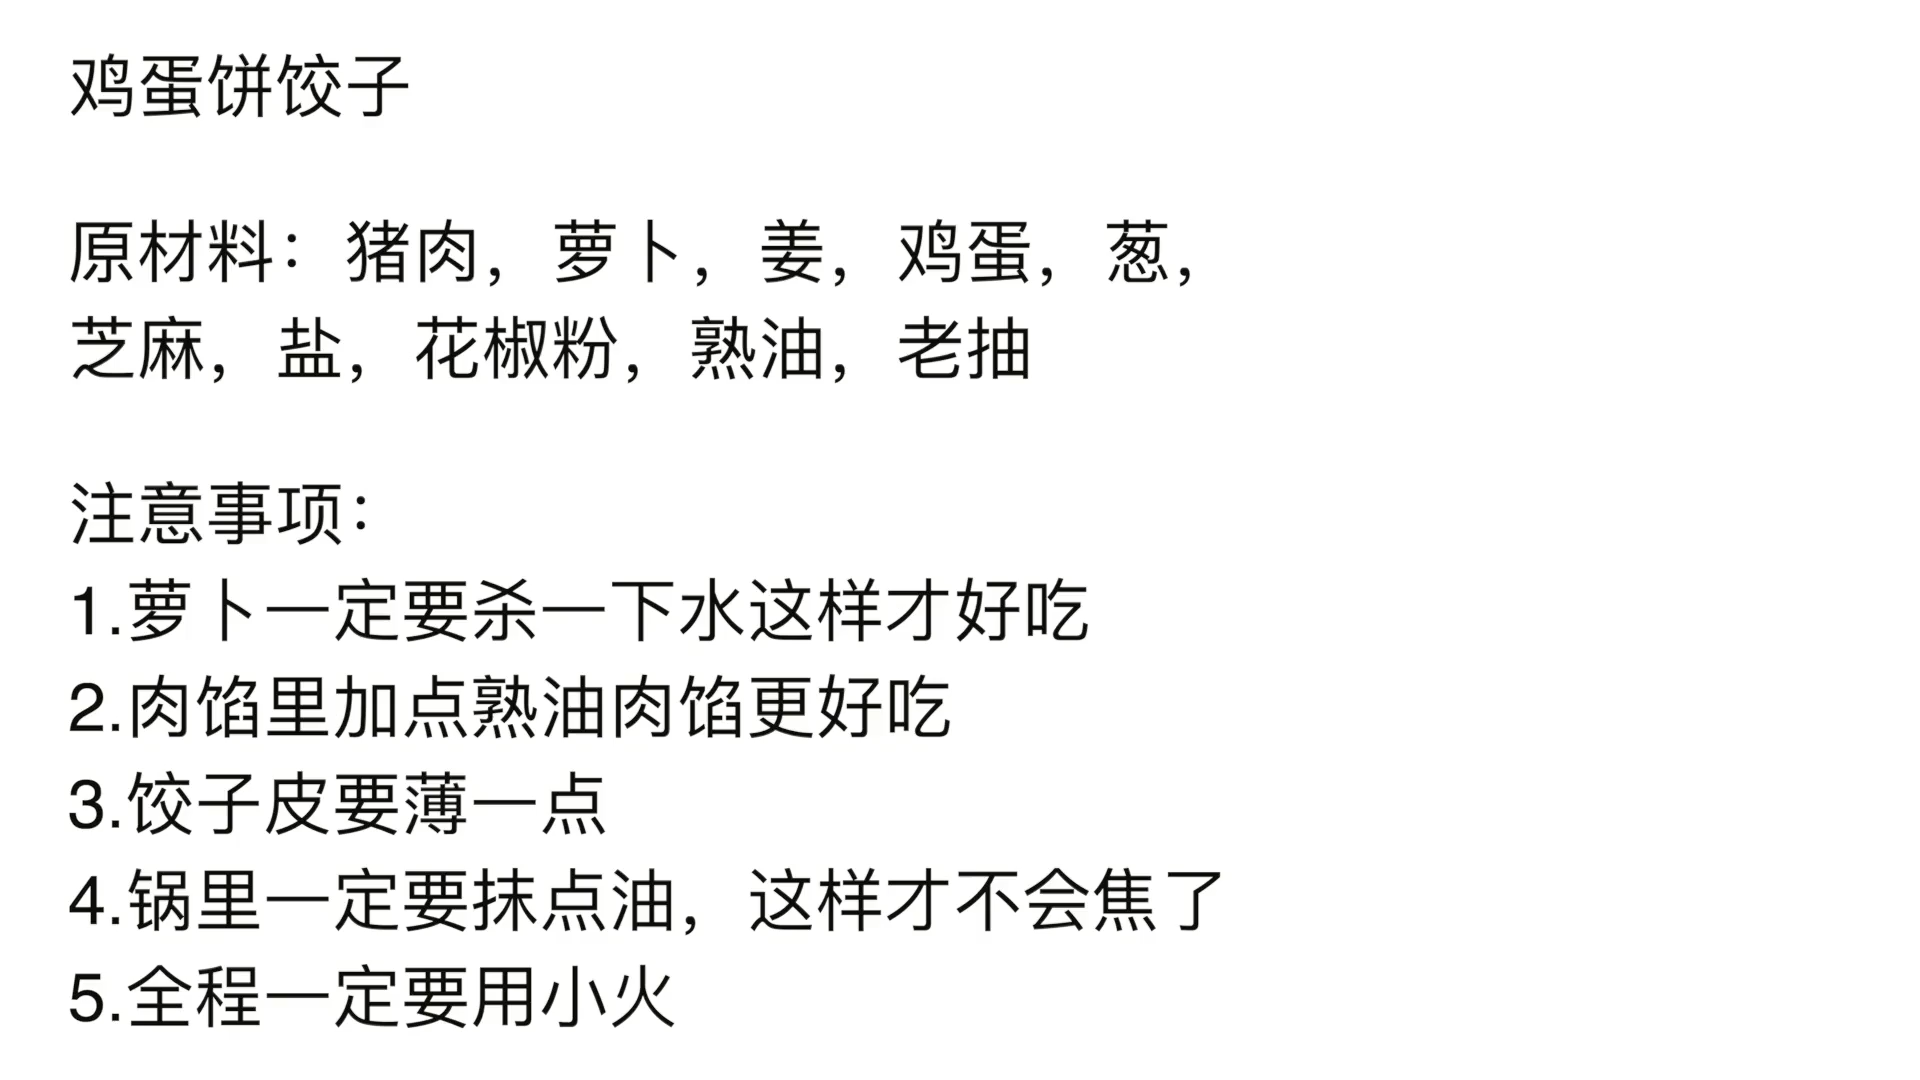 鸡蛋饼饺子
原材料：猪肉，萝卜，姜，鸡蛋，葱，
芝麻，盐，花椒粉，熟油，老抽
注意事项：
1.萝卜一定要杀一下水这样才好吃
2.肉馅里加点熟油肉馅更好吃
3.饺子皮要薄一点
4.锅里一定要抹点油，这样才不会焦了
5.全程一定要用小火